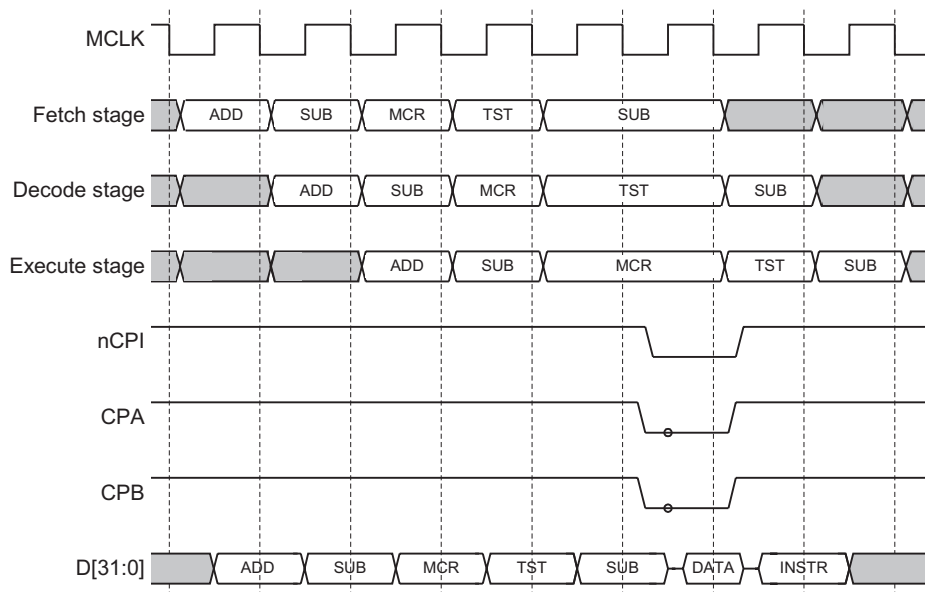 MCLK
Fetch stage ADD SUB MCR TST SUB
Decode stage ADD SUB MCR TST SUB
Execute stage ADD SUB MCR TST SUB
nCPI
CPA
CPB
D[31:0] ADD SUB MCR TST SUB DATA INSTR